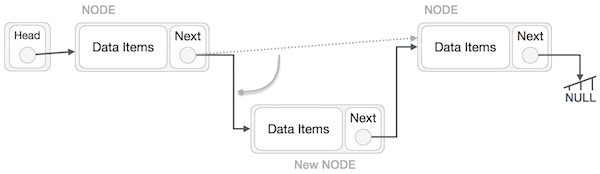 NODE
NODE
Head
Data Items
Next
Data Items
Next
NULL
Data Items
Next
New NODE